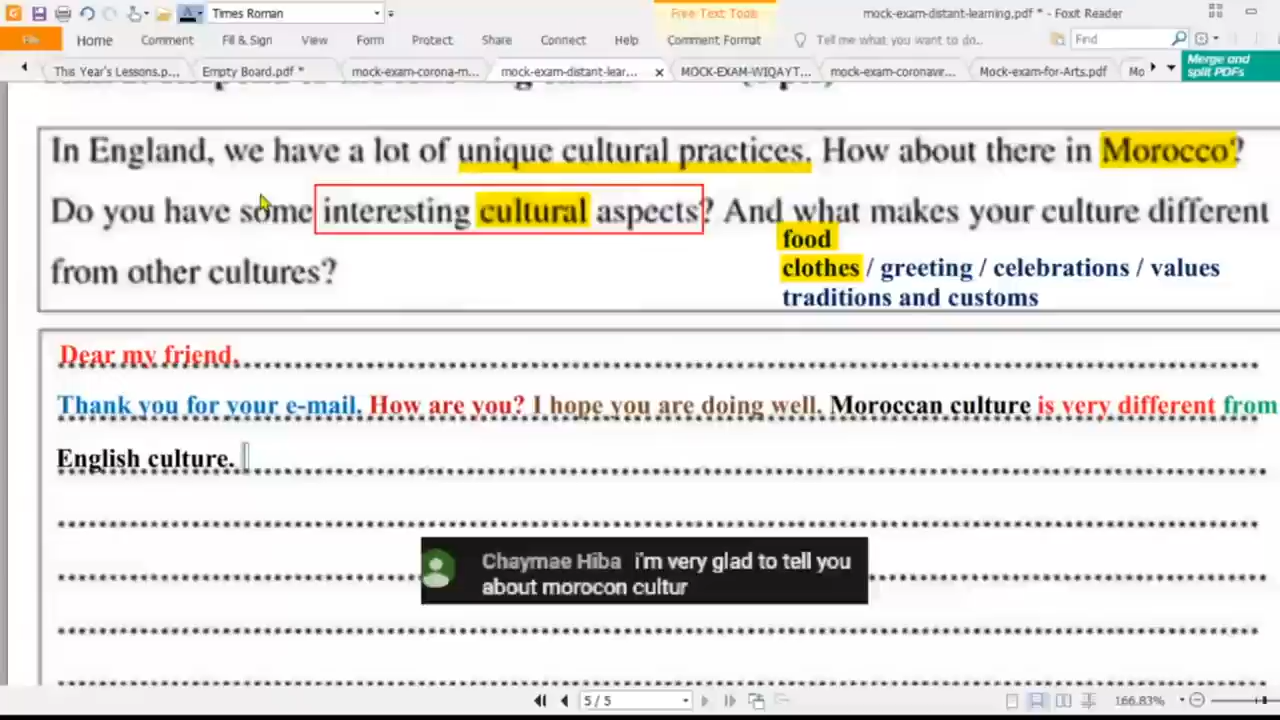 Times Roman
Free Text Tools
mock-exam-distant-learning.pdf * - Foxit Reader
File
Home
Comment
Fill & Sign
View
Form
Protect
Share
Connect
Help
Comment Format
Tell me what you want to do..
Find
This Year's Lessons.p...
Empty Board.pdf *
mock-exam-corona-m...
mock-exam-distant-lear...
MOCK-EXAM-WIQAYT...
mock-exam-coronavir...
Mock-exam-for-Arts.pdf
Mo
Merge and
split PDFs
In England, we have a lot of unique cultural practices. How about there in Morocco?
Do you have some interesting cultural aspects? And what makes your culture different
food
from other cultures?
clothes / greeting / celebrations / values
traditions and customs
Dear my friend,
Thank you for your e-mail. How are you? I hope you are doing well. Moroccan culture is very different from
English culture.
Chaymae Hiba i'm very glad to tell you
about morocon cultur
5 / 5
166.83%